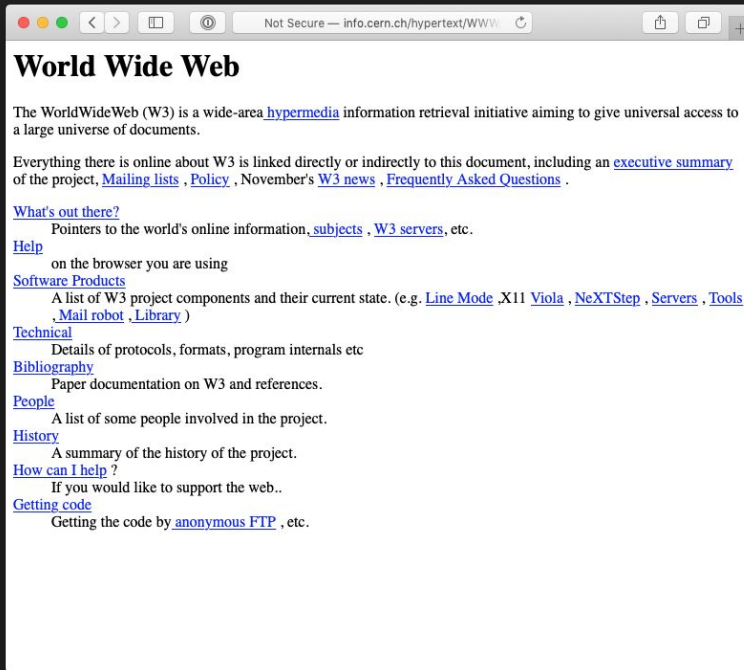 Not Secure — info.cern.ch/hypertext/WWW
World Wide Web
The WorldWideWeb (W3) is a wide-area hypermedia information retrieval initiative aiming to give universal access to
a large universe of documents.
Everything there is online about W3 is linked directly or indirectly to this document, including an executive summary
of the project, Mailing lists , Policy , November's W3 news , Frequently Asked Questions .
What's out there?
Pointers to the world's online information, subjects , W3 servers, etc.
Help
on the browser you are using
Software Products
A list of W3 project components and their current state. (e.g. Line Mode ,X11 Viola , NeXTStep , Servers , Tools
, Mail robot , Library )
Technical
Details of protocols, formats, program internals etc
Bibliography
Paper documentation on W3 and references.
People
A list of some people involved in the project.
History
A summary of the history of the project.
How can I help ?
If you would like to support the web..
Getting code
Getting the code by anonymous FTP , etc.